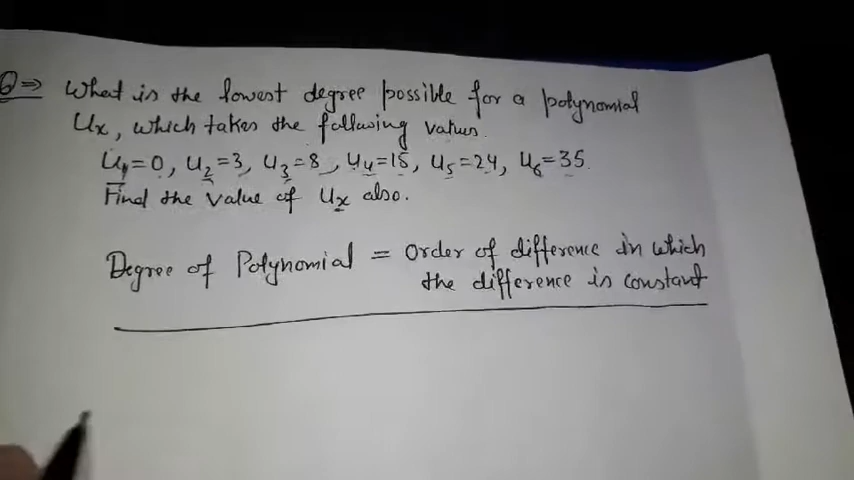 Q⇒ What is the lowest degree possible for a polynomial
Ux, which takes the following values.
U1=0, U2=3, U3=8, U4=15, U5=24, U6=35.
Find the value of Ux also.
Degree of Polynomial = Order of difference in which
the difference is constant